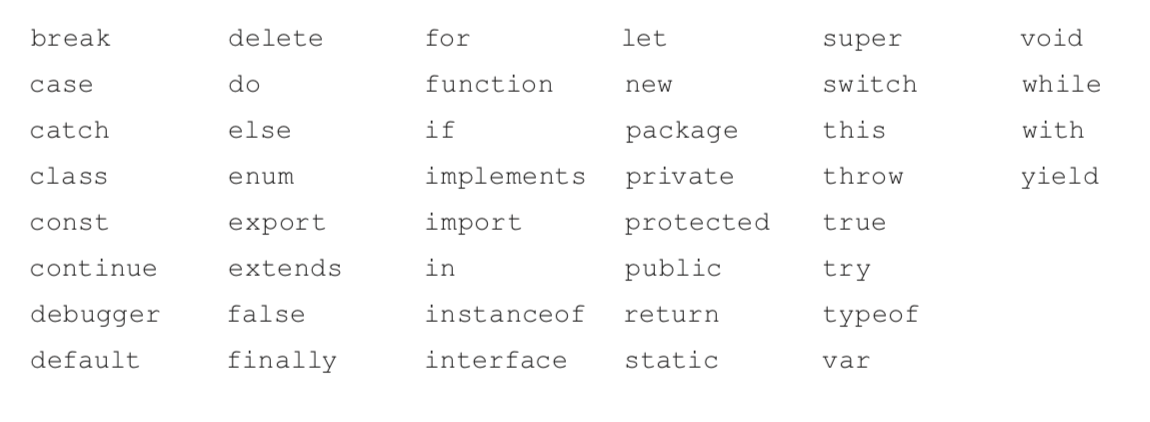 break delete for let super void
case do function new switch while
catch else if package this with
class enum implements private throw yield
const export import protected true
continue extends in public try
debugger false instanceof return typeof
default finally interface static var